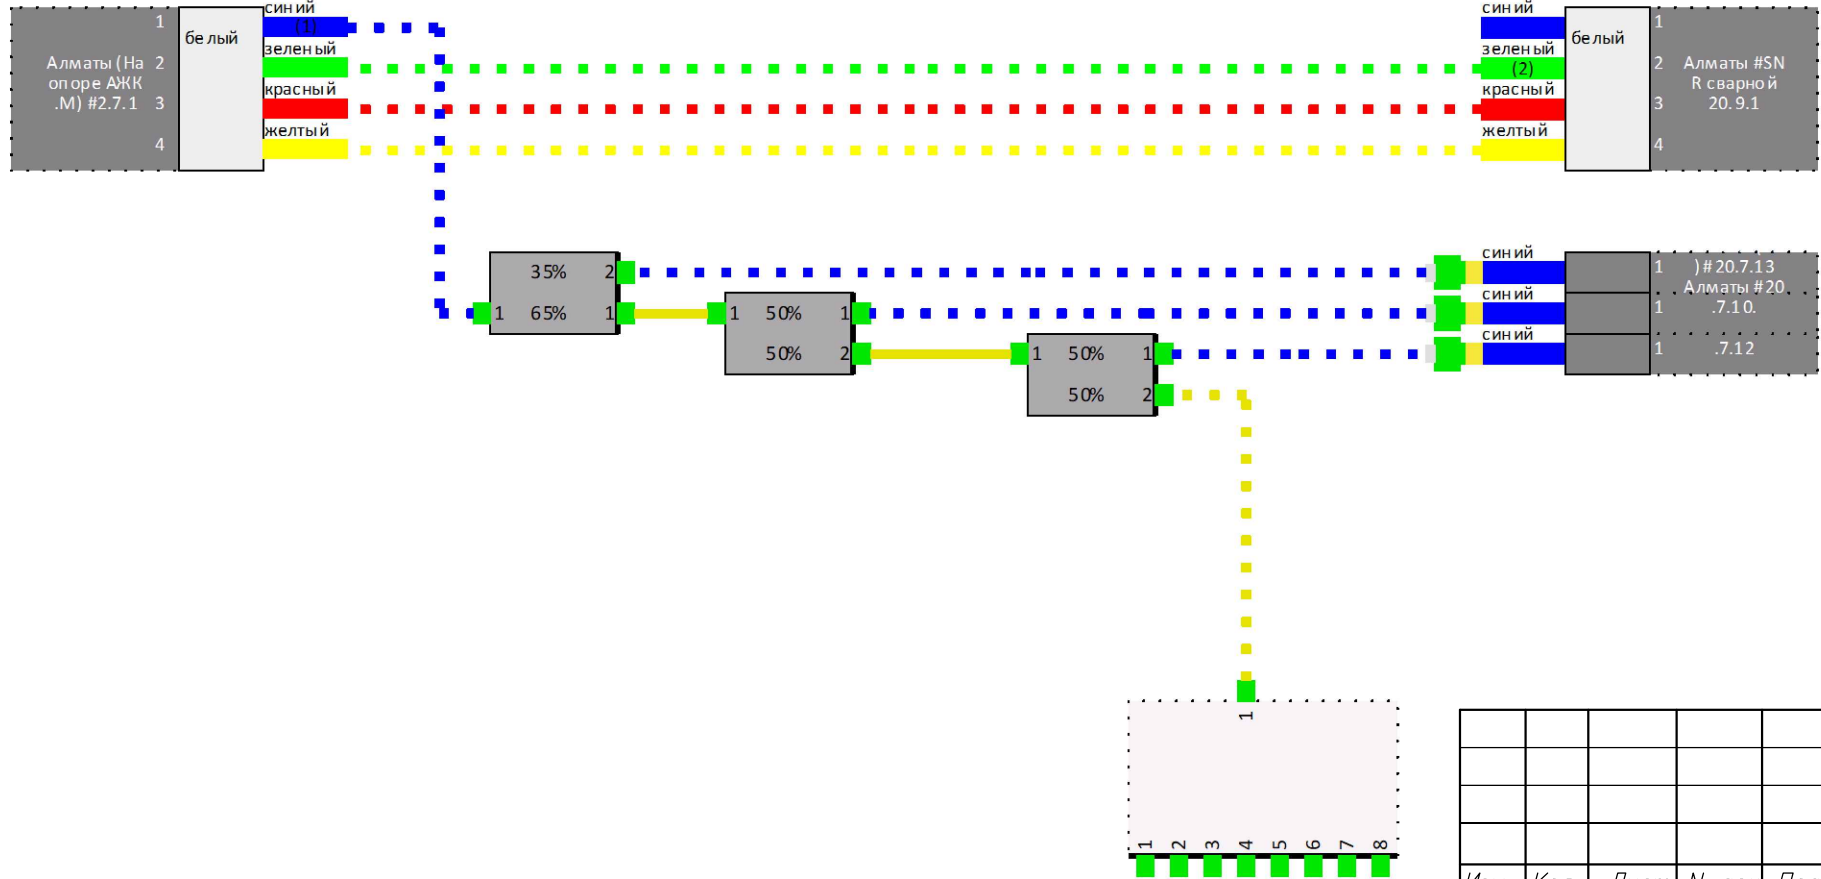 синий
1
(1)
белый
Алматы (На
опоре АЖК
.М) #2.7.1
2
3
4
зеленый
красный
желтый
синий
1
белый
зеленый
(2)
2
Алматы #SN
R сварной
20.9.1
красный
3
желтый
4
35% 2
1 65% 1
1 50% 1
50% 2
1 50% 1
50% 2
синий
1 )#20.7.13
Алматы #20
синий
1 .7.10.
синий
1 .7.12
1
1 2 3 4 5 6 7 8